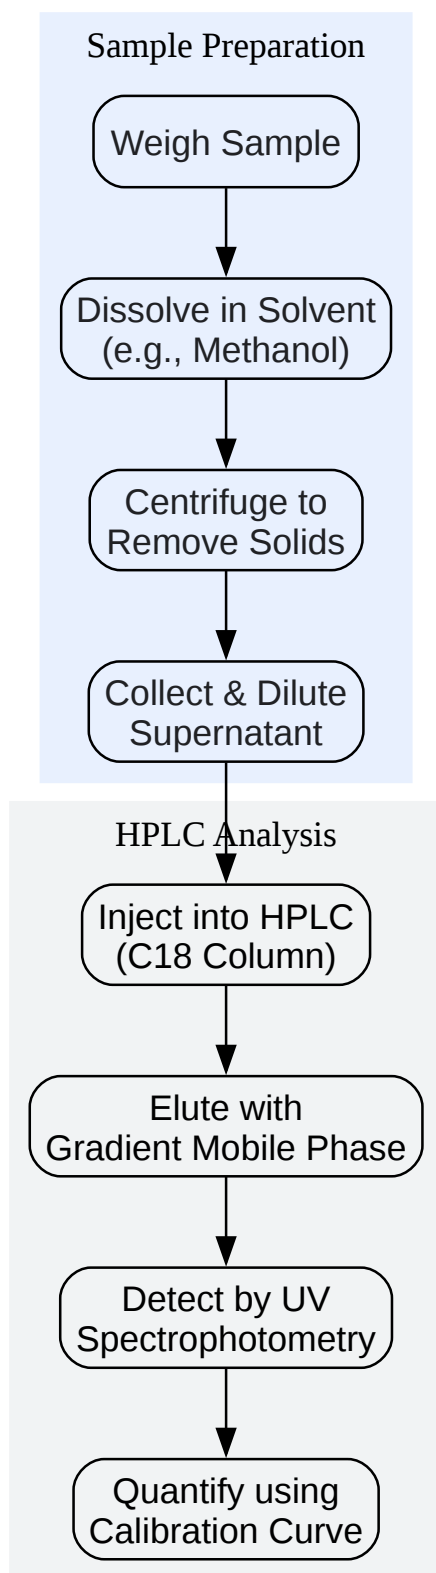 Sample Preparation
Weigh Sample
Dissolve in Solvent
(e.g., Methanol)
Centrifuge to
Remove Solids
Collect & Dilute
Supernatant
HPLC Analysis
Inject into HPLC
(C18 Column)
Elute with
Gradient Mobile Phase
Detect by UV
Spectrophotometry
Quantify using
Calibration Curve